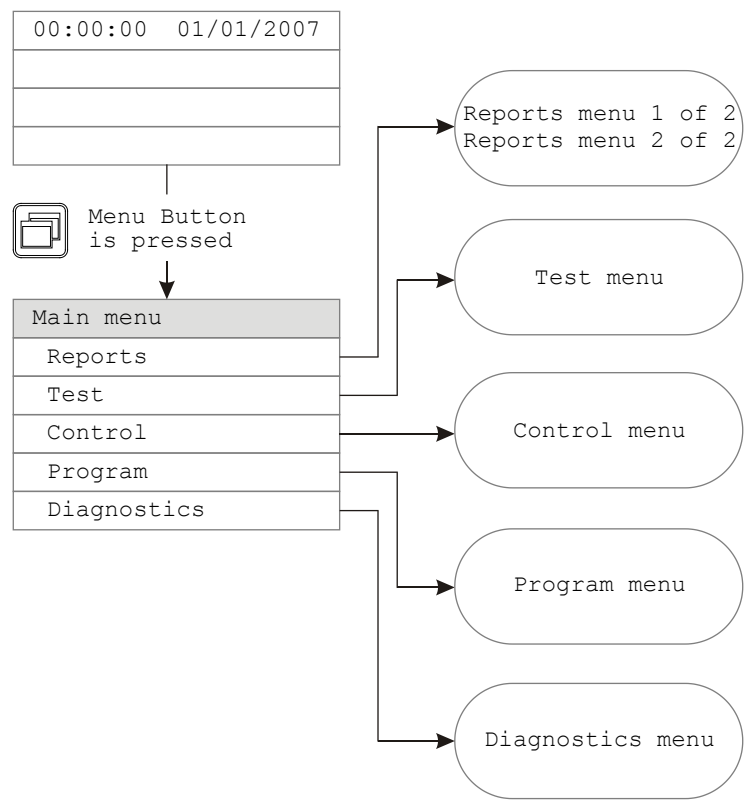 00:00:00 01/01/2007
Menu Button
is pressed
Main menu
Reports
Test
Control
Program
Diagnostics
Reports menu 1 of 2
Reports menu 2 of 2
Test menu
Control menu
Program menu
Diagnostics menu